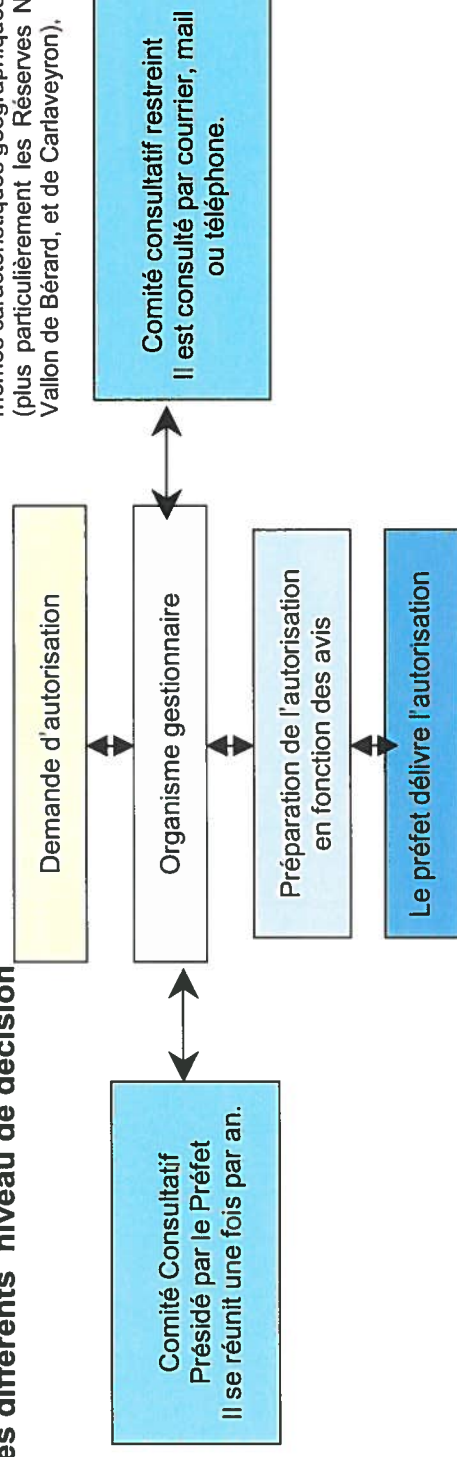 différents niveau de décision
(plus particulièrement les Réserves
Vallon de Bérard, et de Carlaveyron),
Demande d'autorisation
Comité Consultatif
Présidé par le Préfet
Il se réunit une fois par an.
Organisme gestionnaire
Comité consultatif restreint
Il est consulté par courrier, mail
ou téléphone.
Préparation de l'autorisation
en fonction des avis
Le préfet délivre l'autorisation